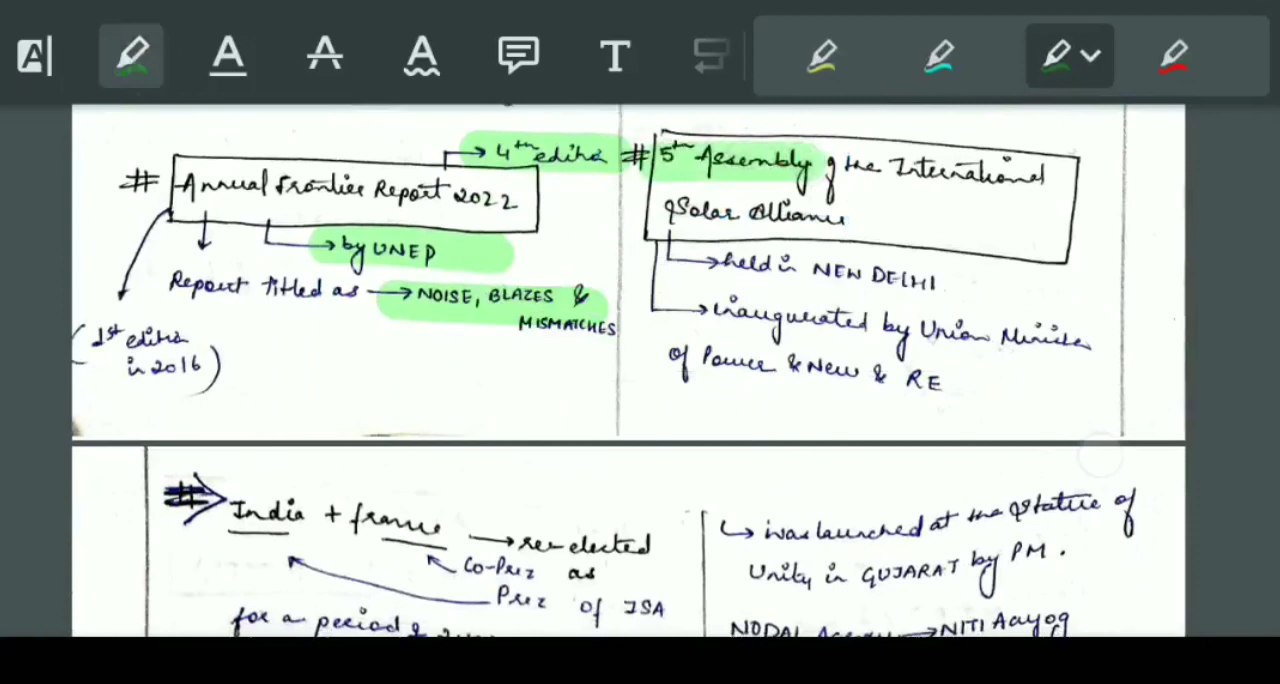 → 4th edition
# Annual Frontier Report 2022
→ by UNEP
Report titled as → NOISE, BLAZES &
MISMATCHES
(1st edition
in 2016)
# 5th Assembly of the International
Solar Alliance
→ held in NEW DELHI
→ inaugurated by Union Minister
of Power & New & RE
# India + france → re-elected
Co-Prez as
Prez of ISA
for a period of
↳ was launched at the Statue of
Unity in GUJARAT by PM.
NODAL → NITI Aayog